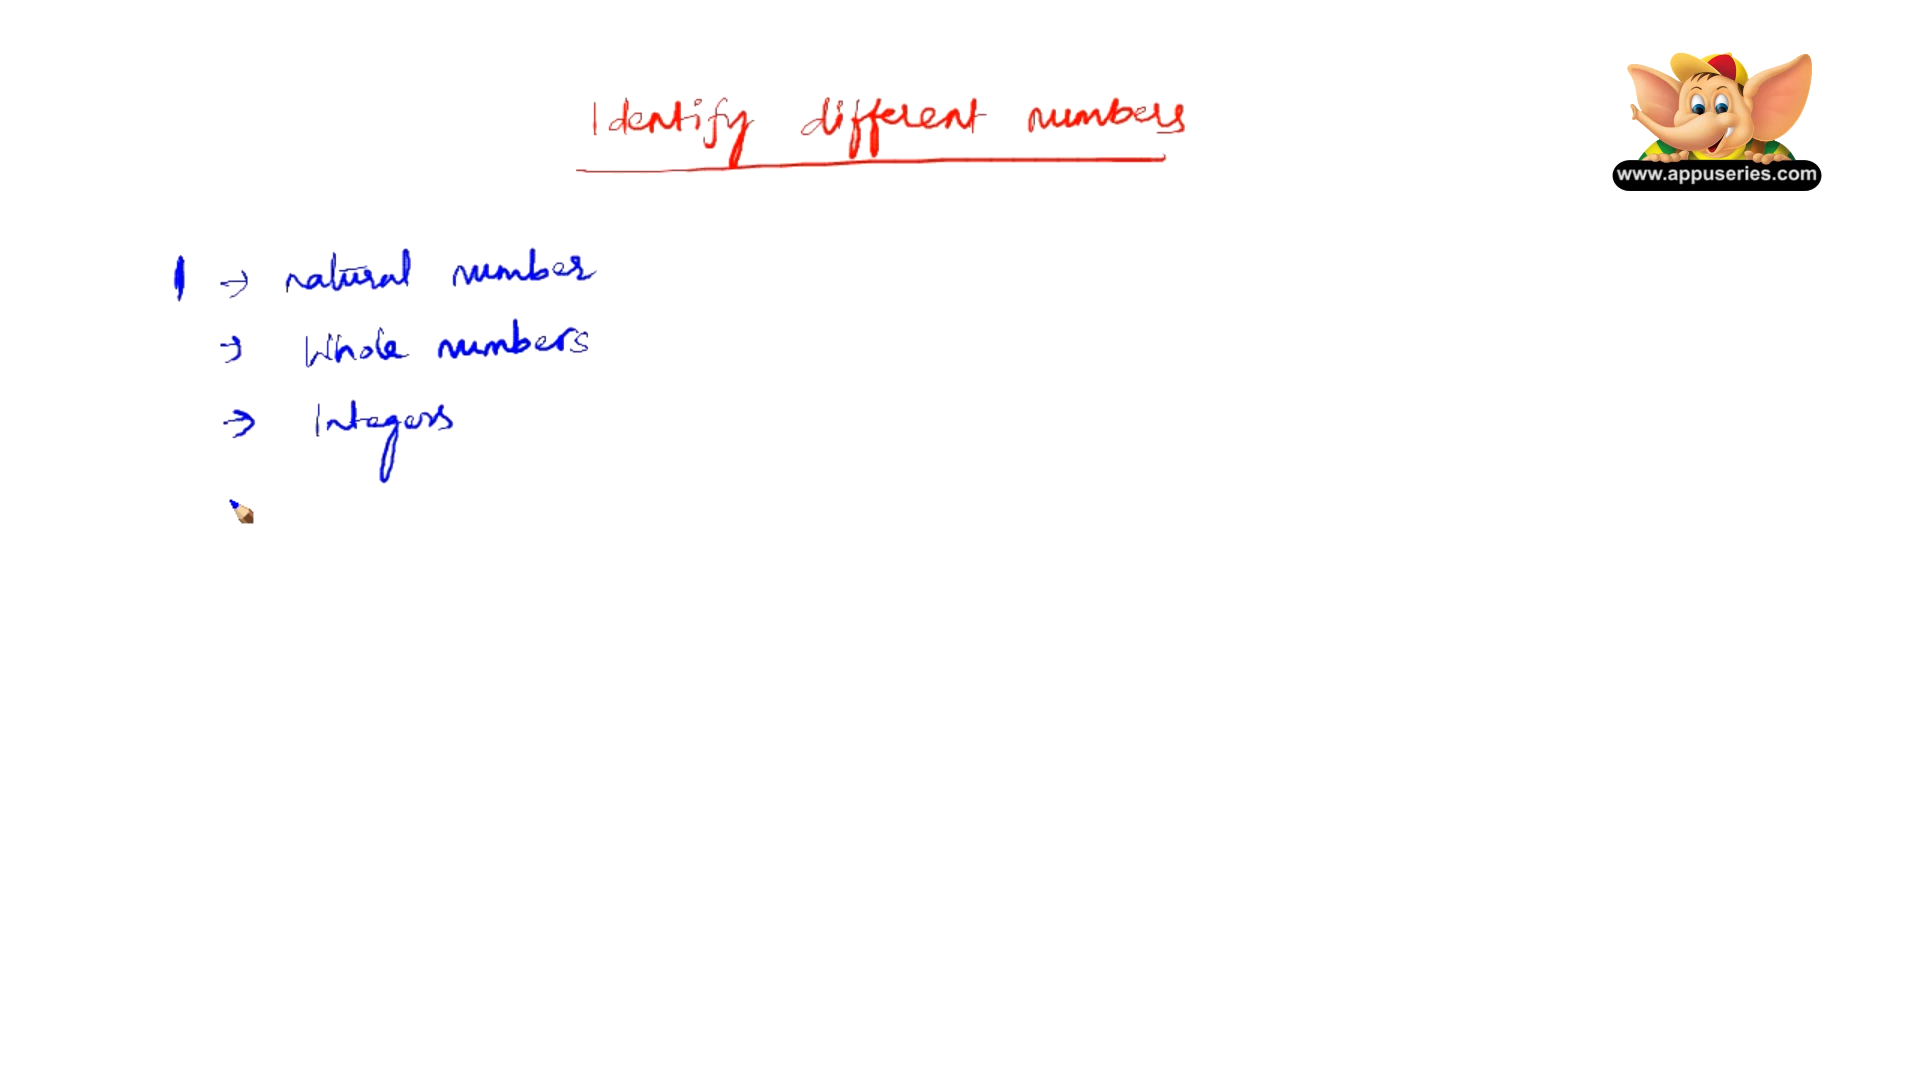 Identify different numbers
www.appuseries.com
1 → natural number
→ Whole numbers
→ Integers